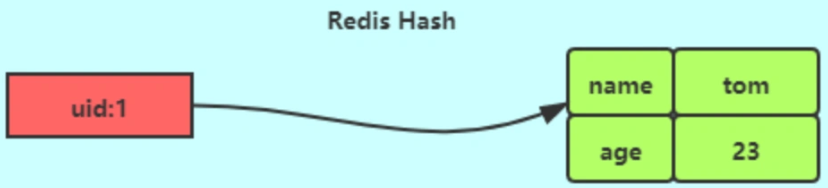 Redis Hash
uid:1
name tom
age 23